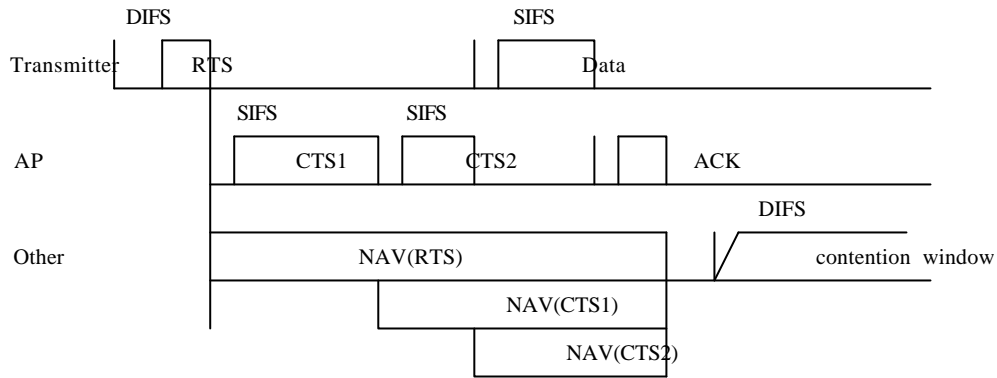 DIFS SIFS
Transmitter RTS Data
SIFS SIFS
AP CTS1 CTS2 ACK
DIFS
Other NAV(RTS) contention window
NAV(CTS1)
NAV(CTS2)